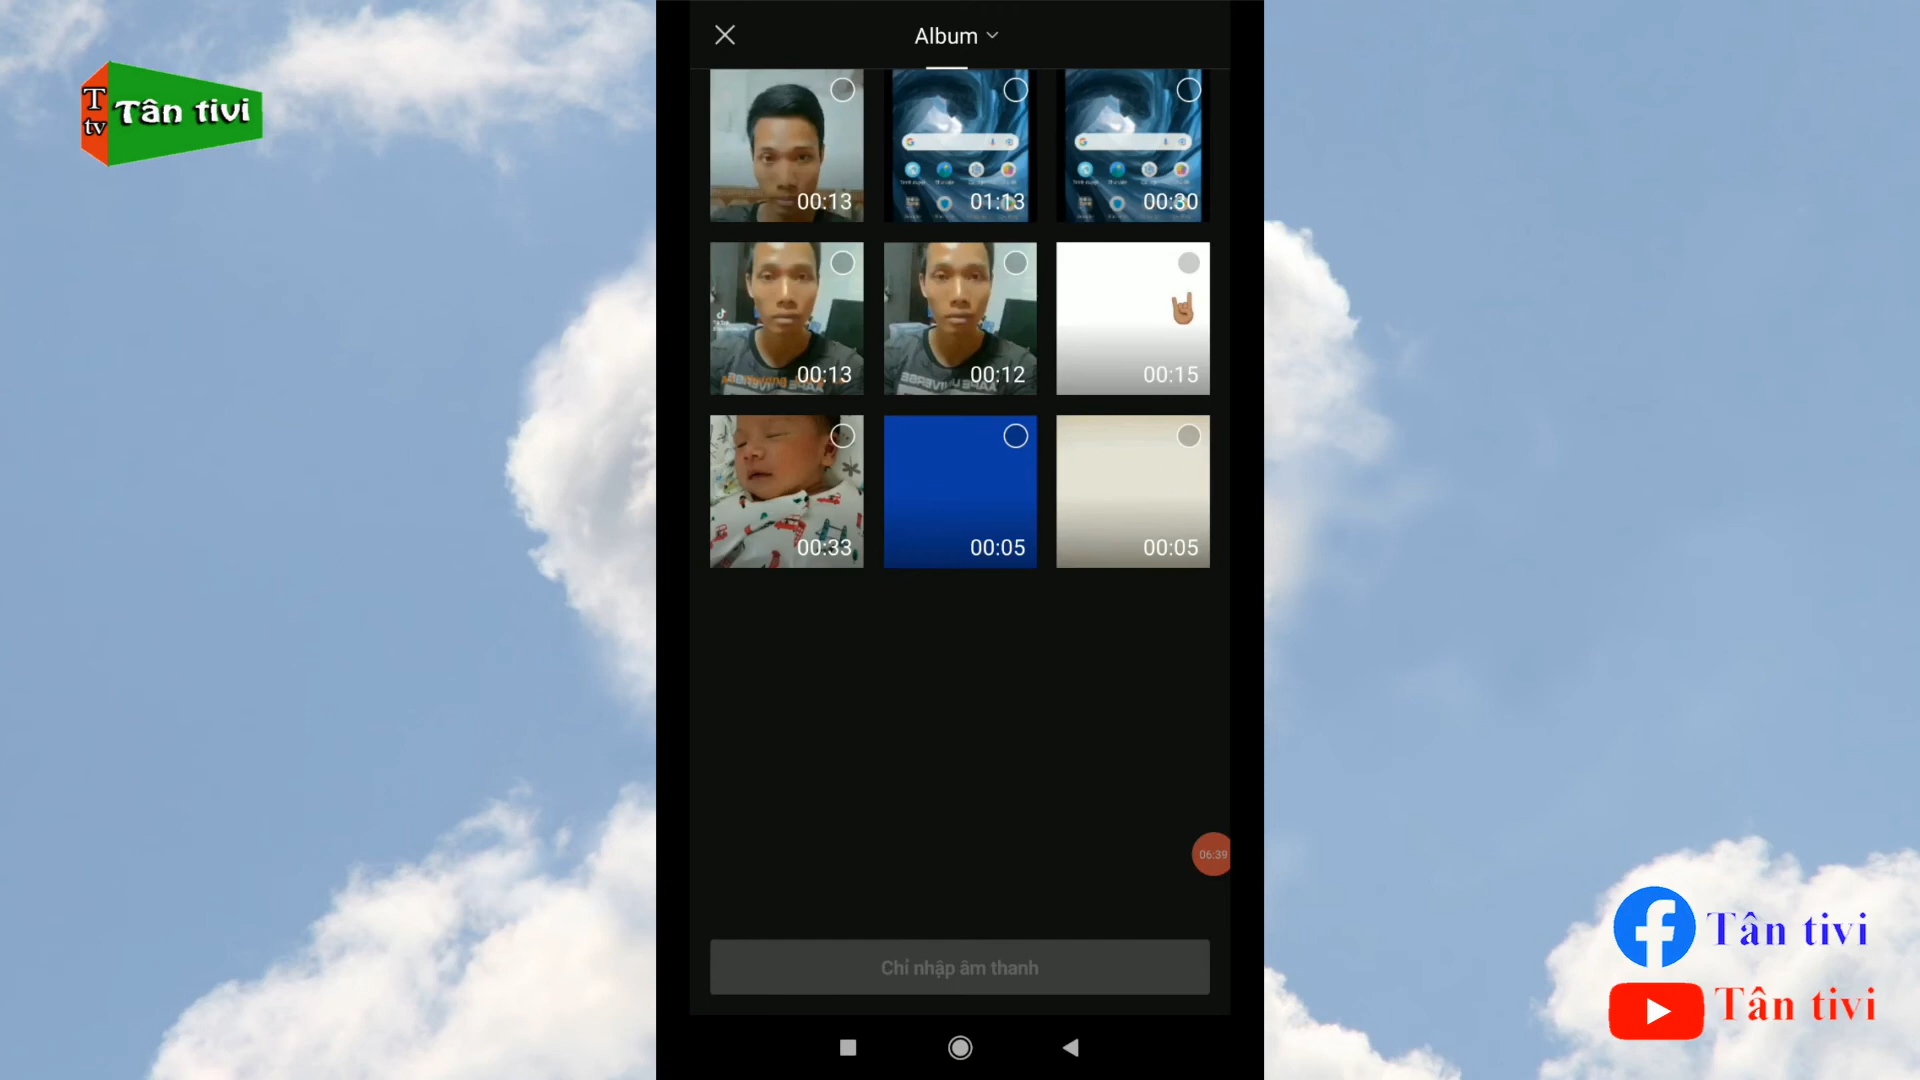 Album
T
tv
Tân tivi
00:13
01:13
00:30
00:13
00:12
00:15
00:33
00:05
00:05
06:39
Chỉ nhập âm thanh
Tân tivi
Tân tivi